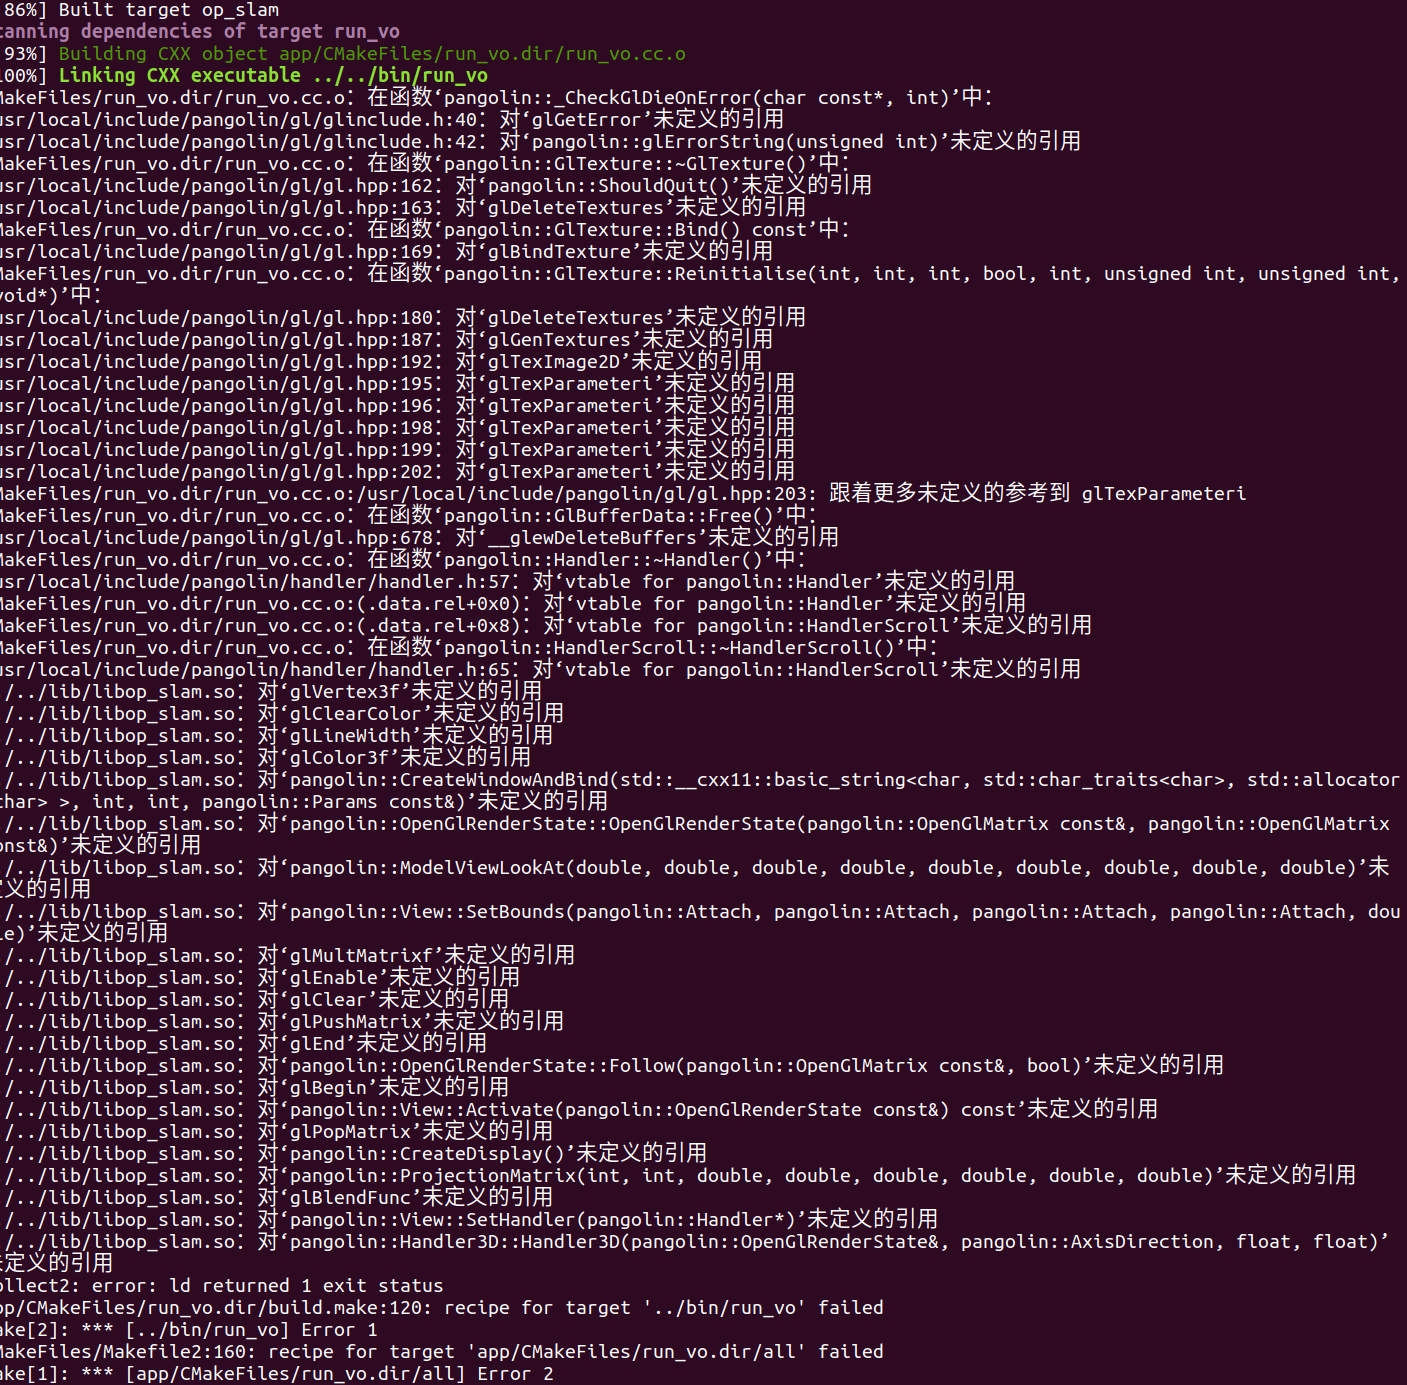 86%] Built target op_slam
canning dependencies of target run_vo
93%] Building CXX object app/CMakeFiles/run_vo.dir/run_vo.cc.o
100%] Linking CXX executable ../../bin/run_vo
MakeFiles/run_vo.dir/run_vo.cc.o：在函数‘pangolin::_CheckGlDieOnError(char const*, int)’中：
usr/local/include/pangolin/gl/glinclude.h:40：对‘glGetError’未定义的引用
usr/local/include/pangolin/gl/glinclude.h:42：对‘pangolin::glErrorString(unsigned int)’未定义的引用
MakeFiles/run_vo.dir/run_vo.cc.o：在函数‘pangolin::GlTexture::~GlTexture()’中：
usr/local/include/pangolin/gl/gl.hpp:162：对‘pangolin::ShouldQuit()’未定义的引用
usr/local/include/pangolin/gl/gl.hpp:163：对‘glDeleteTextures’未定义的引用
MakeFiles/run_vo.dir/run_vo.cc.o：在函数‘pangolin::GlTexture::Bind() const’中：
usr/local/include/pangolin/gl/gl.hpp:169：对‘glBindTexture’未定义的引用
MakeFiles/run_vo.dir/run_vo.cc.o：在函数‘pangolin::GlTexture::Reinitialise(int, int, int, bool, int, unsigned int, unsigned int,
void*)’中：
usr/local/include/pangolin/gl/gl.hpp:180：对‘glDeleteTextures’未定义的引用
usr/local/include/pangolin/gl/gl.hpp:187：对‘glGenTextures’未定义的引用
usr/local/include/pangolin/gl/gl.hpp:192：对‘glTexImage2D’未定义的引用
usr/local/include/pangolin/gl/gl.hpp:195：对‘glTexParameteri’未定义的引用
usr/local/include/pangolin/gl/gl.hpp:196：对‘glTexParameteri’未定义的引用
usr/local/include/pangolin/gl/gl.hpp:198：对‘glTexParameteri’未定义的引用
usr/local/include/pangolin/gl/gl.hpp:199：对‘glTexParameteri’未定义的引用
usr/local/include/pangolin/gl/gl.hpp:202：对‘glTexParameteri’未定义的引用
MakeFiles/run_vo.dir/run_vo.cc.o:/usr/local/include/pangolin/gl/gl.hpp:203: 跟着更多未定义的参考到 glTexParameteri
MakeFiles/run_vo.dir/run_vo.cc.o：在函数‘pangolin::GlBufferData::Free()’中：
usr/local/include/pangolin/gl/gl.hpp:678：对‘__glewDeleteBuffers’未定义的引用
MakeFiles/run_vo.dir/run_vo.cc.o：在函数‘pangolin::Handler::~Handler()’中：
usr/local/include/pangolin/handler/handler.h:57：对‘vtable for pangolin::Handler’未定义的引用
MakeFiles/run_vo.dir/run_vo.cc.o:(.data.rel+0x0)：对‘vtable for pangolin::Handler’未定义的引用
MakeFiles/run_vo.dir/run_vo.cc.o:(.data.rel+0x8)：对‘vtable for pangolin::HandlerScroll’未定义的引用
MakeFiles/run_vo.dir/run_vo.cc.o：在函数‘pangolin::HandlerScroll::~HandlerScroll()’中：
usr/local/include/pangolin/handler/handler.h:65：对‘vtable for pangolin::HandlerScroll’未定义的引用
./../lib/libop_slam.so：对‘glVertex3f’未定义的引用
./../lib/libop_slam.so：对‘glClearColor’未定义的引用
./../lib/libop_slam.so：对‘glLineWidth’未定义的引用
./../lib/libop_slam.so：对‘glColor3f’未定义的引用
./../lib/libop_slam.so：对‘pangolin::CreateWindowAndBind(std::__cxx11::basic_string<char, std::char_traits<char>, std::allocator
char> >, int, int, pangolin::Params const&)’未定义的引用
./../lib/libop_slam.so：对‘pangolin::OpenGlRenderState::OpenGlRenderState(pangolin::OpenGlMatrix const&, pangolin::OpenGlMatrix
onst&)’未定义的引用
./../lib/libop_slam.so：对‘pangolin::ModelViewLookAt(double, double, double, double, double, double, double, double, double)’未
定义的引用
./../lib/libop_slam.so：对‘pangolin::View::SetBounds(pangolin::Attach, pangolin::Attach, pangolin::Attach, pangolin::Attach, dou
le)’未定义的引用
./../lib/libop_slam.so：对‘glMultMatrixf’未定义的引用
./../lib/libop_slam.so：对‘glEnable’未定义的引用
./../lib/libop_slam.so：对‘glClear’未定义的引用
./../lib/libop_slam.so：对‘glPushMatrix’未定义的引用
./../lib/libop_slam.so：对‘glEnd’未定义的引用
./../lib/libop_slam.so：对‘pangolin::OpenGlRenderState::Follow(pangolin::OpenGlMatrix const&, bool)’未定义的引用
./../lib/libop_slam.so：对‘glBegin’未定义的引用
./../lib/libop_slam.so：对‘pangolin::View::Activate(pangolin::OpenGlRenderState const&) const’未定义的引用
./../lib/libop_slam.so：对‘glPopMatrix’未定义的引用
./../lib/libop_slam.so：对‘pangolin::CreateDisplay()’未定义的引用
./../lib/libop_slam.so：对‘pangolin::ProjectionMatrix(int, int, double, double, double, double, double, double)’未定义的引用
./../lib/libop_slam.so：对‘glBlendFunc’未定义的引用
./../lib/libop_slam.so：对‘pangolin::View::SetHandler(pangolin::Handler*)’未定义的引用
./../lib/libop_slam.so：对‘pangolin::Handler3D::Handler3D(pangolin::OpenGlRenderState&, pangolin::AxisDirection, float, float)’
未定义的引用
ollect2: error: ld returned 1 exit status
pp/CMakeFiles/run_vo.dir/build.make:120: recipe for target '../bin/run_vo' failed
ake[2]: *** [../bin/run_vo] Error 1
MakeFiles/Makefile2:160: recipe for target 'app/CMakeFiles/run_vo.dir/all' failed
ake[1]: *** [app/CMakeFiles/run_vo.dir/all] Error 2